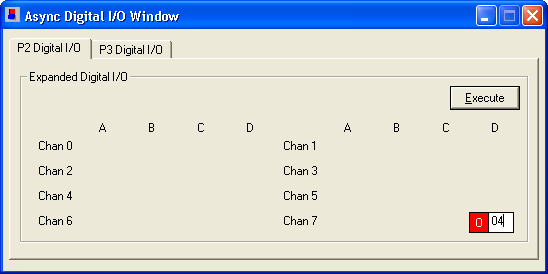 Async Digital I/O Window
P2 Digital I/O P3 Digital I/O
Expanded Digital I/O
Execute
A B C D A B C D
Chan 0 Chan 1
Chan 2 Chan 3
Chan 4 Chan 5
Chan 6 Chan 7 O 04